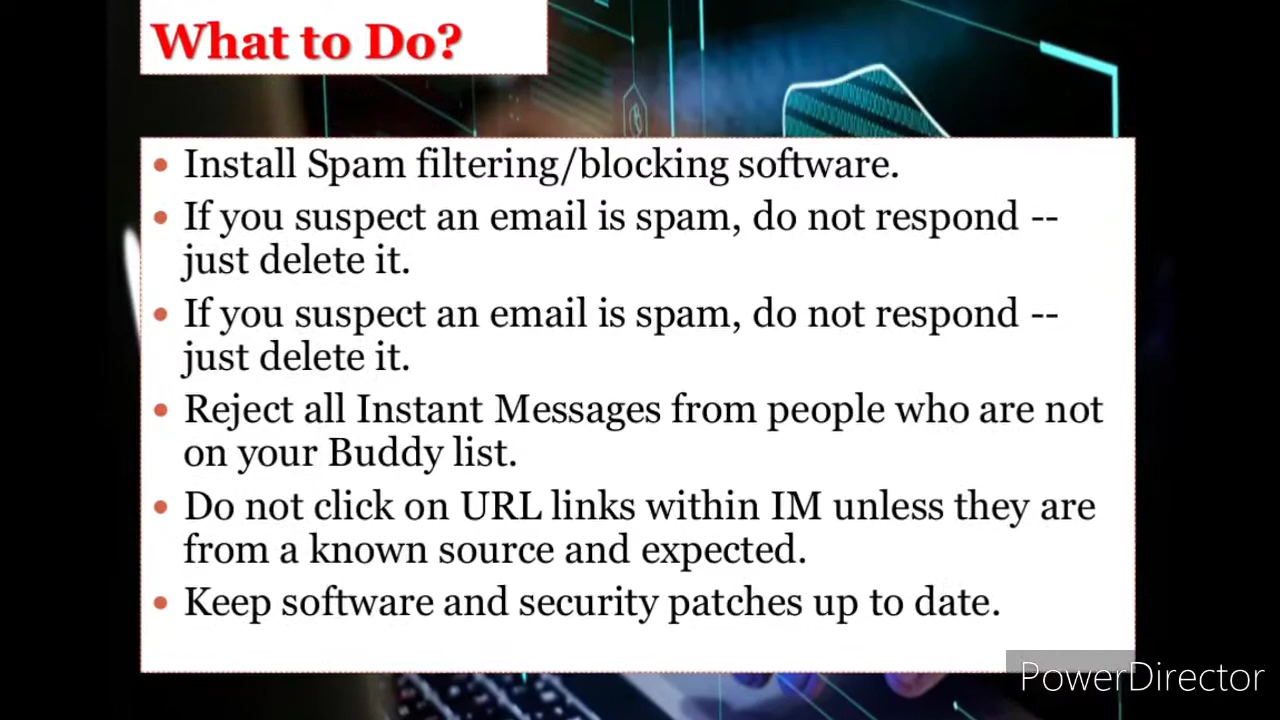 What to Do?
• Install Spam filtering/blocking software.
• If you suspect an email is spam, do not respond --
just delete it.
• If you suspect an email is spam, do not respond --
just delete it.
• Reject all Instant Messages from people who are not
on your Buddy list.
• Do not click on URL links within IM unless they are
from a known source and expected.
• Keep software and security patches up to date.
PowerDirector